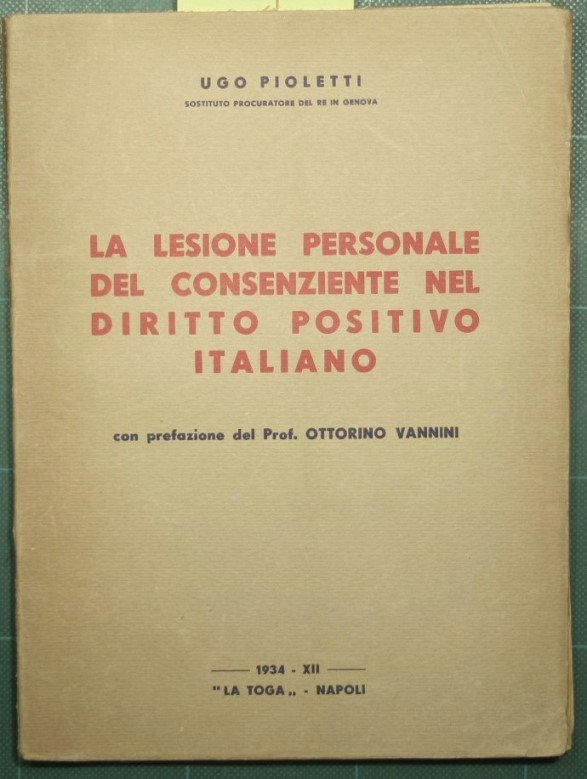 UGO PIOLETTI
SOSTITUTO PROCURATORE DEL RE IN GENOVA
LA LESIONE PERSONALE
DEL CONSENZIENTE NEL
DIRITTO POSITIVO
ITALIANO
con prefazione del Prof. OTTORINO VANNINI
1934 - XII
"LA TOGA„ - NAPOLI